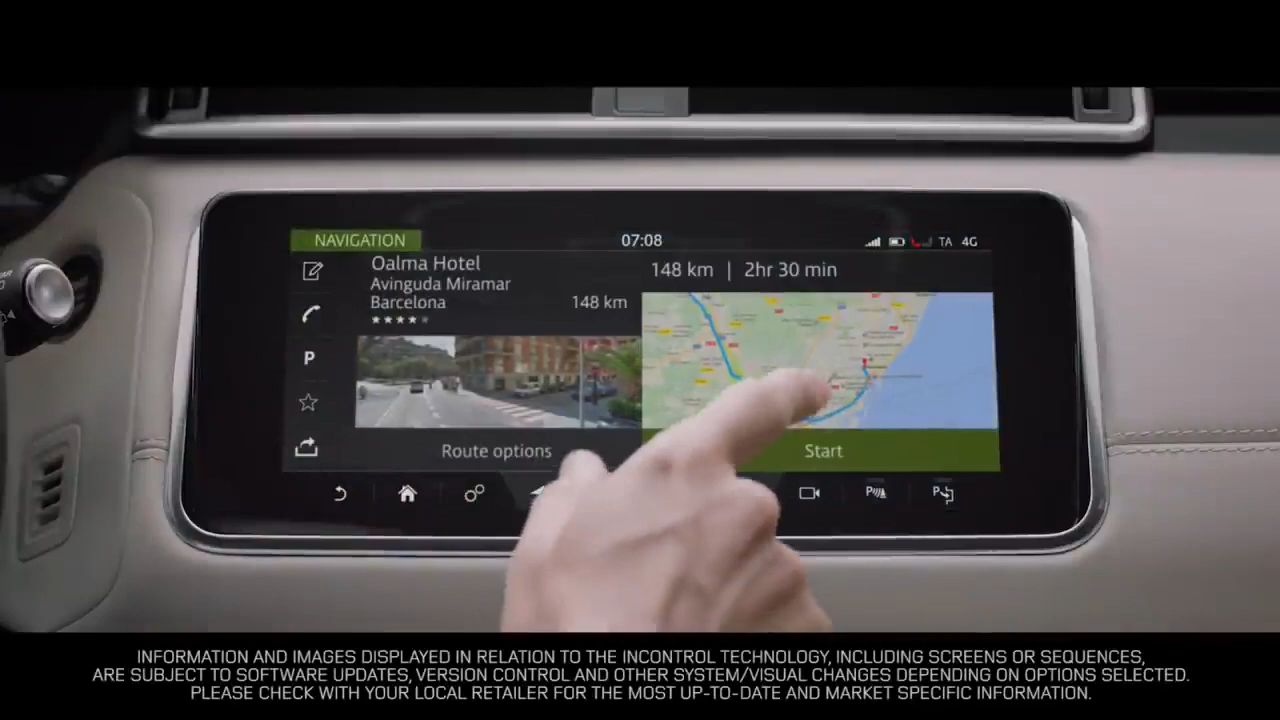 NAVIGATION
07:08
TA 4G
Oalma Hotel
Avinguda Miramar
Barcelona
148 km
148 km | 2hr 30 min
P
Route options
Start
P
P
INFORMATION AND IMAGES DISPLAYED IN RELATION TO THE INCONTROL TECHNOLOGY, INCLUDING SCREENS OR SEQUENCES,
ARE SUBJECT TO SOFTWARE UPDATES, VERSION CONTROL AND OTHER SYSTEM/VISUAL CHANGES DEPENDING ON OPTIONS SELECTED.
PLEASE CHECK WITH YOUR LOCAL RETAILER FOR THE MOST UP-TO-DATE AND MARKET SPECIFIC INFORMATION.